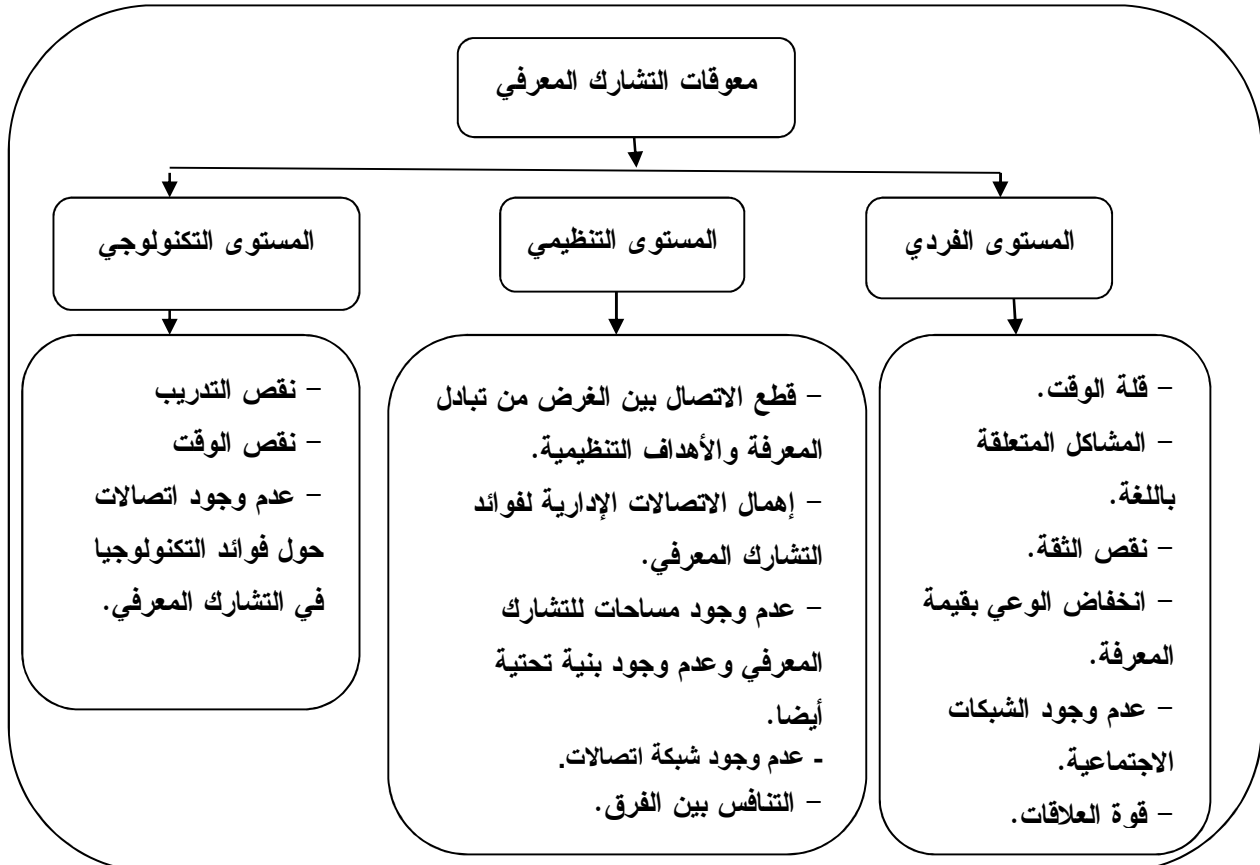 معوقات التشارك المعرفي
المستوى الفردي
المستوى التنظيمي
المستوى التكنولوجي
– قلة الوقت.
– المشاكل المتعلقة
باللغة.
– نقص الثقة.
– انخفاض الوعي بقيمة
المعرفة.
– عدم وجود الشبكات
الاجتماعية.
– قوة العلاقات.
– قطع الاتصال بين الغرض من تبادل
المعرفة والأهداف التنظيمية.
– إهمال الاتصالات الإدارية لفوائد
التشارك المعرفي.
– عدم وجود مساحات للتشارك
المعرفي وعدم وجود بنية تحتية
أيضا.
- عدم وجود شبكة اتصالات.
– التنافس بين الفرق.
– نقص التدريب
– نقص الوقت
– عدم وجود اتصالات
حول فوائد التكنولوجيا
في التشارك المعرفي.